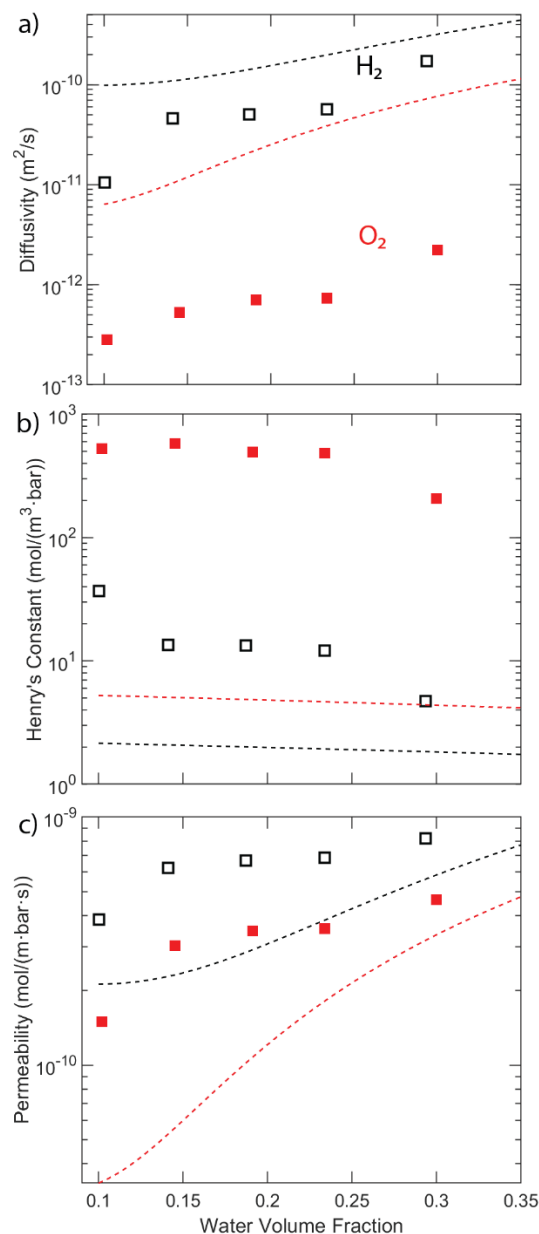 a)
Diffusivity (m²/s)
10⁻¹⁰
10⁻¹¹
10⁻¹²
10⁻¹³
H₂
O₂
b)
Henry's Constant (mol/(m³·bar))
10³
10²
10¹
10⁰
c)
Permeability (mol/(m·bar·s))
10⁻⁹
10⁻¹⁰
0.1 0.15 0.2 0.25 0.3 0.35
Water Volume Fraction